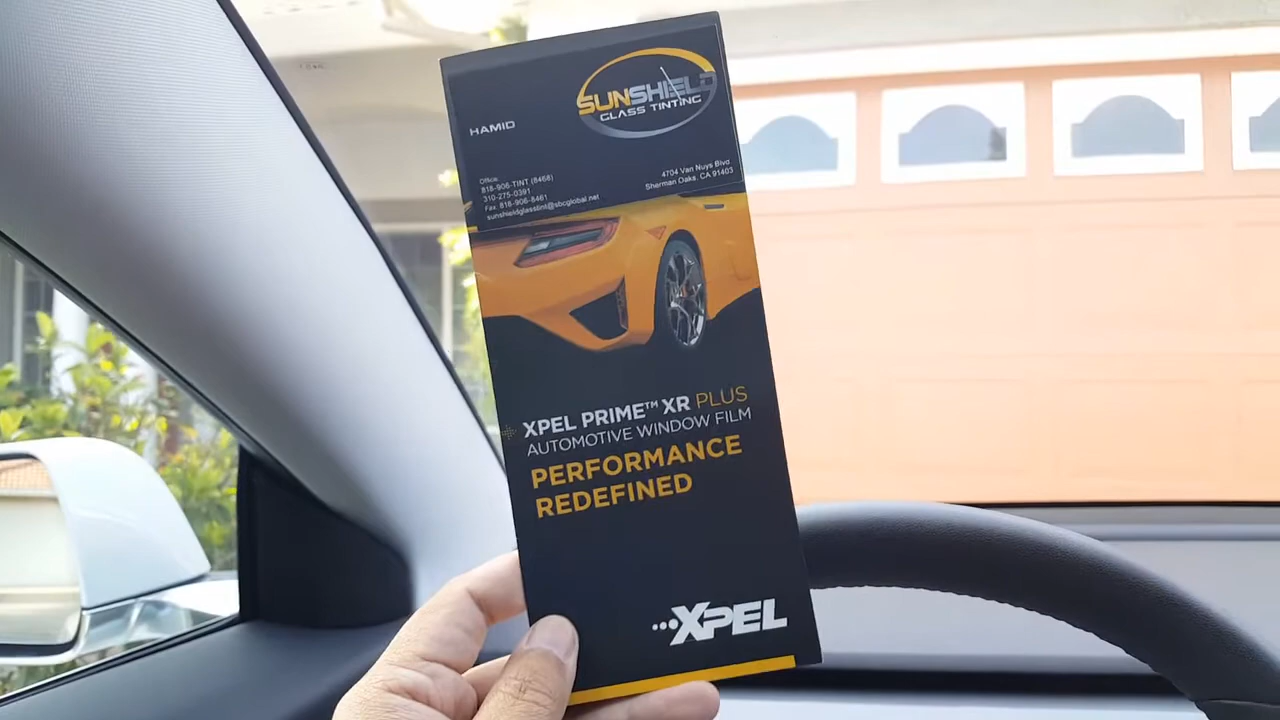 SUNSHIELD
GLASS TINTING
HAMID
Office:
818-906-TINT (8468)
310-275-0391
Fax. 818-906-8461
sunshieldglasstint@sbcglobal.net
4704 Van Nuys Blvd
Sherman Oaks. CA 91403
XPEL PRIME™ XR PLUS
AUTOMOTIVE WINDOW FILM
PERFORMANCE
REDEFINED
XPEL